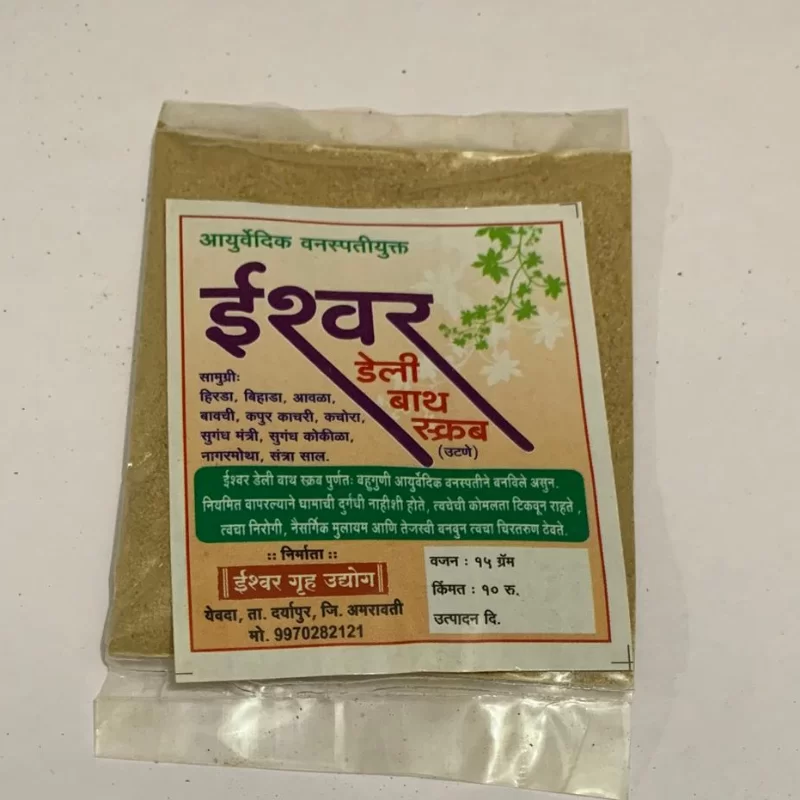 आयुर्वेदिक वनस्पतीयुक्त
ईश्वर
डेली
बाथ
स्क्रब
(उटणे)
सामुग्रीः
हिरडा, बिहाडा, आवळा,
बावची, कपुर काचरी, कचोरा,
सुगंध मंत्री, सुगंध कोकीळा,
नागरमोथा, संत्रा साल.
ईश्वर डेली बाथ स्क्रब पुर्णतः बहुगुणी आयुर्वेदिक वनस्पतीने बनविले असुन.
नियमित वापरल्याने घामाची दुर्गधी नाहीशी होते, त्वचेची कोमलता टिकवून राहते,
त्वचा निरोगी, नैसर्गिक मुलायम आणि तेजस्वी बनवुन त्वचा चिरतरुण ठेवते.
:: निर्माता ::
ईश्वर गृह उद्योग
येवदा, ता. दर्यापुर, जि. अमरावती
मो. 9970282121
वजन : १५ ग्रॅम
किंमत : १० रु.
उत्पादन दि.